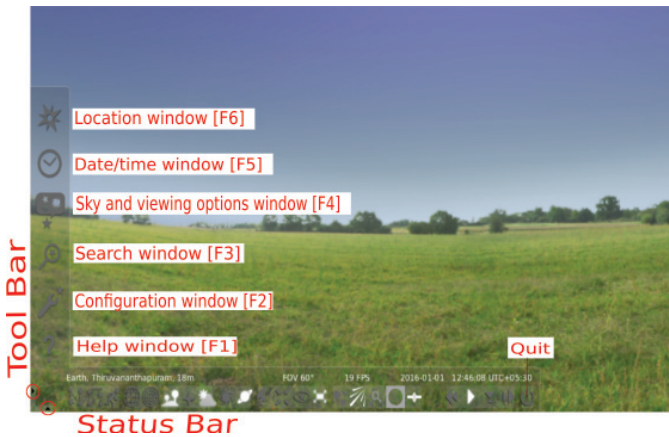 Location window [F6]
Date/time window [F5]
Sky and viewing options window [F4]
Search window [F3]
Configuration window [F2]
Help window [F1]
Tool Bar
Quit
Earth, Thiruvananthapuram, 18m FOV 60° 19 FPS 2016-01-01 12:46:08 UTC+05:30
Status Bar